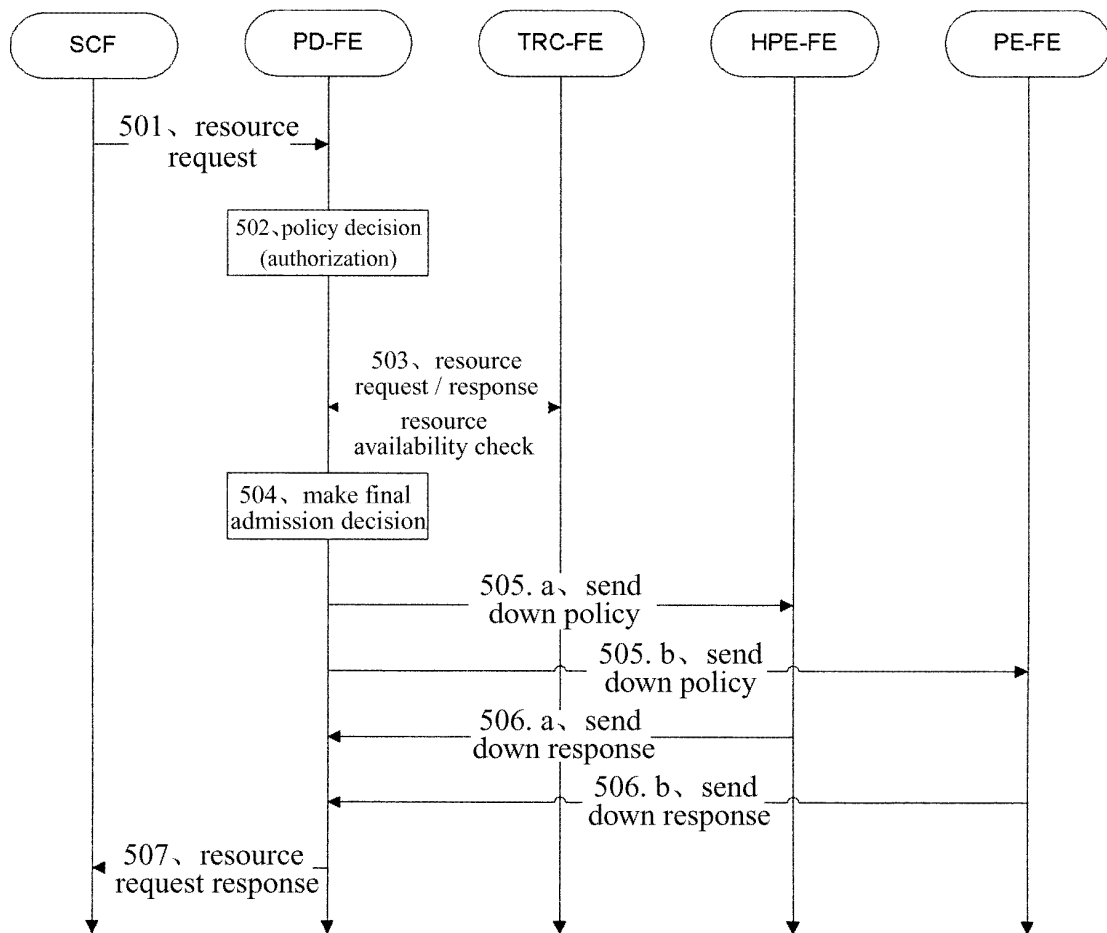 SCF
PD-FE
TRC-FE
HPE-FE
PE-FE
501、resource
request
502、policy decision
(authorization)
503、resource
request / response
resource
availability check
504、make final
admission decision
505. a、send
down policy
505. b、send
down policy
506. a、send
down response
506. b、send
down response
507、resource
request response